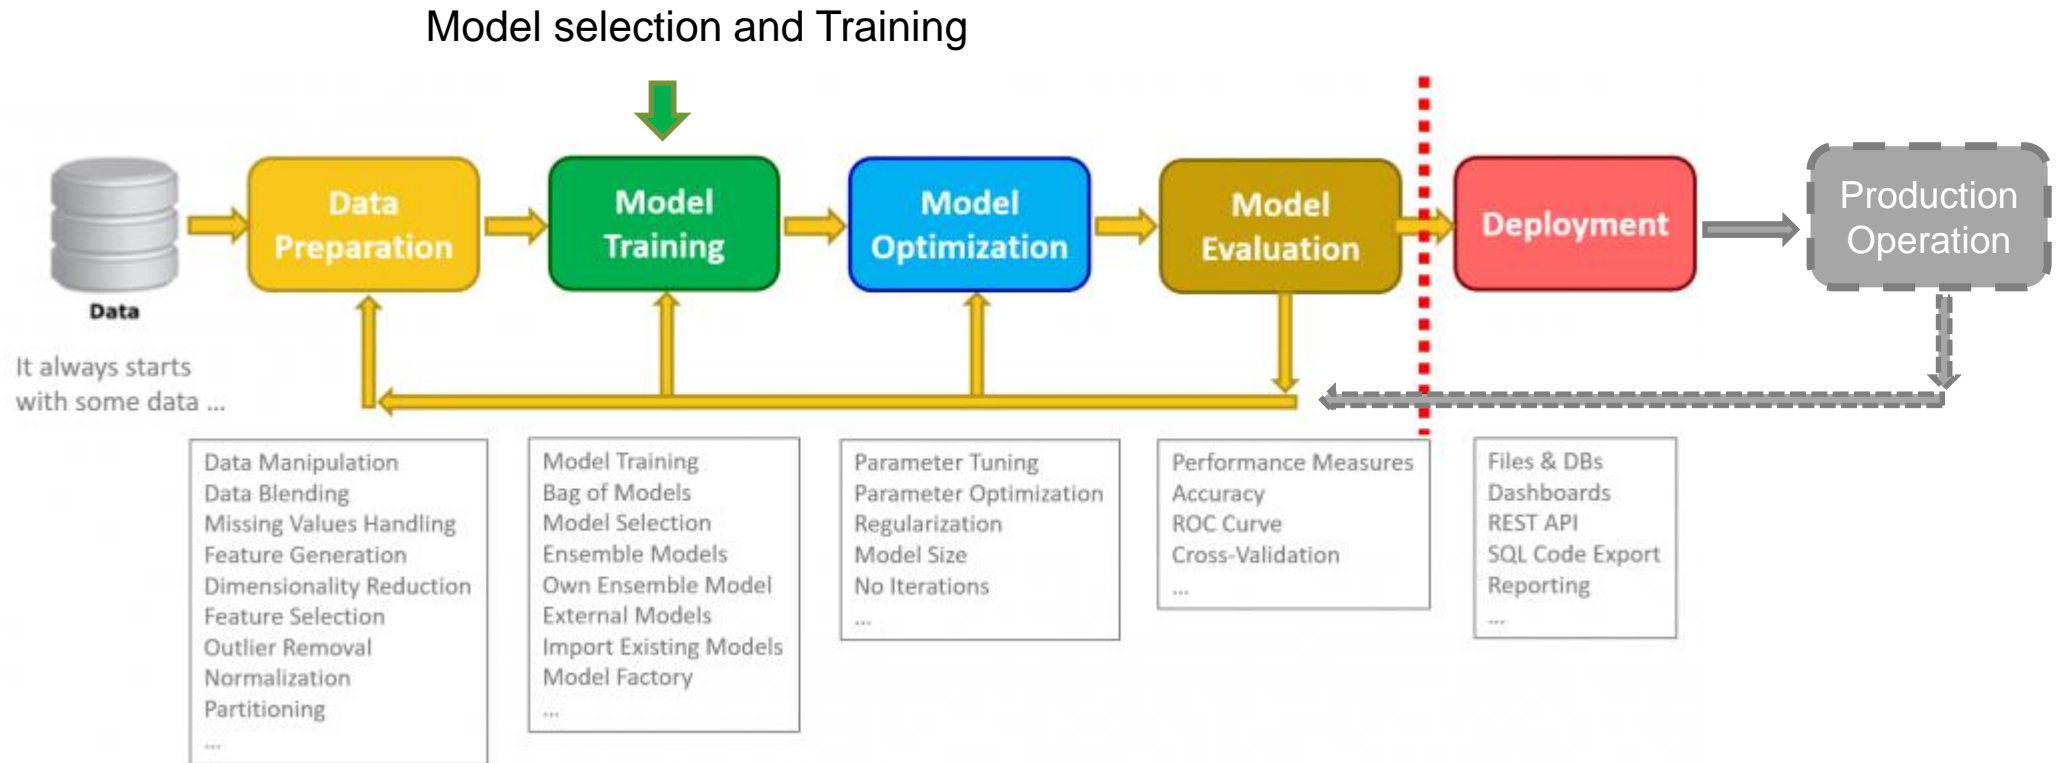 Model selection and Training
Data
Preparation
Model
Training
Model
Optimization
Model
Evaluation
Deployment
Production
Operation
Data
It always starts
with some data ...
Data Manipulation
Data Blending
Missing Values Handling
Feature Generation
Dimensionality Reduction
Feature Selection
Outlier Removal
Normalization
Partitioning
...
Model Training
Bag of Models
Model Selection
Ensemble Models
Own Ensemble Model
External Models
Import Existing Models
Model Factory
...
Parameter Tuning
Parameter Optimization
Regularization
Model Size
No Iterations
...
Performance Measures
Accuracy
ROC Curve
Cross-Validation
...
Files & DBs
Dashboards
REST API
SQL Code Export
Reporting
...